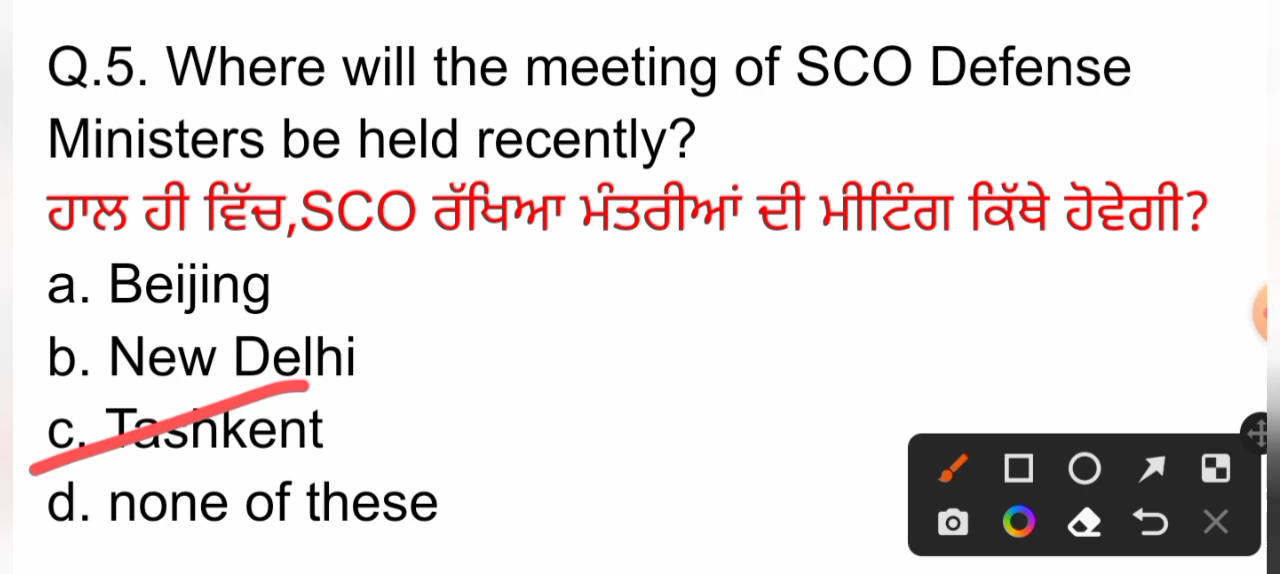 Q.5. Where will the meeting of SCO Defense
Ministers be held recently?
ਹਾਲ ਹੀ ਵਿੱਚ,SCO ਰੱਖਿਆ ਮੰਤਰੀਆਂ ਦੀ ਮੀਟਿੰਗ ਕਿੱਥੇ ਹੋਵੇਗੀ?
a. Beijing
b. New Delhi
c. Tashkent
d. none of these